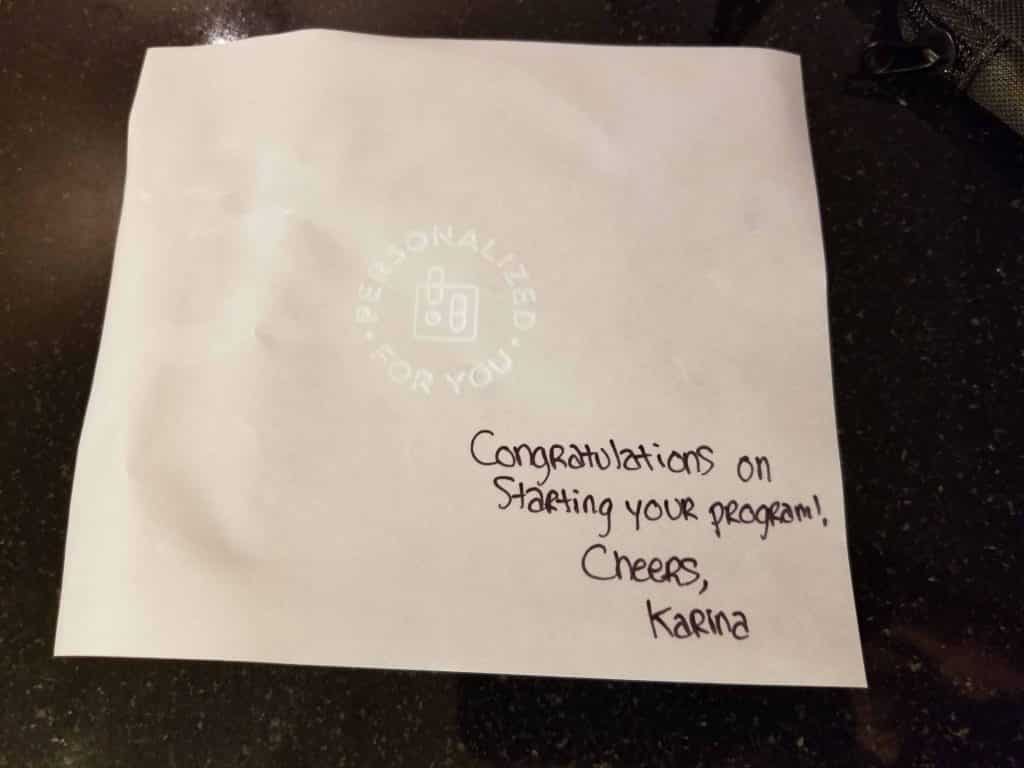 PERSONALIZED
FOR YOU
Congratulations on
Starting your program!
Cheers,
Karina